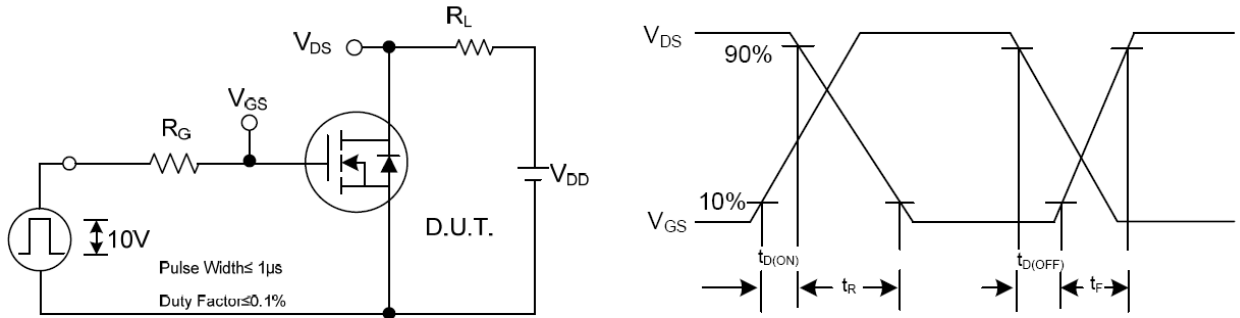 V_DS
R_L
V_GS
R_G
V_DD
10V
D.U.T.
Pulse Width≤ 1μs
Duty Factor≤0.1%
V_DS
90%
10%
V_GS
t_D(ON)
t_R
t_D(OFF)
t_F